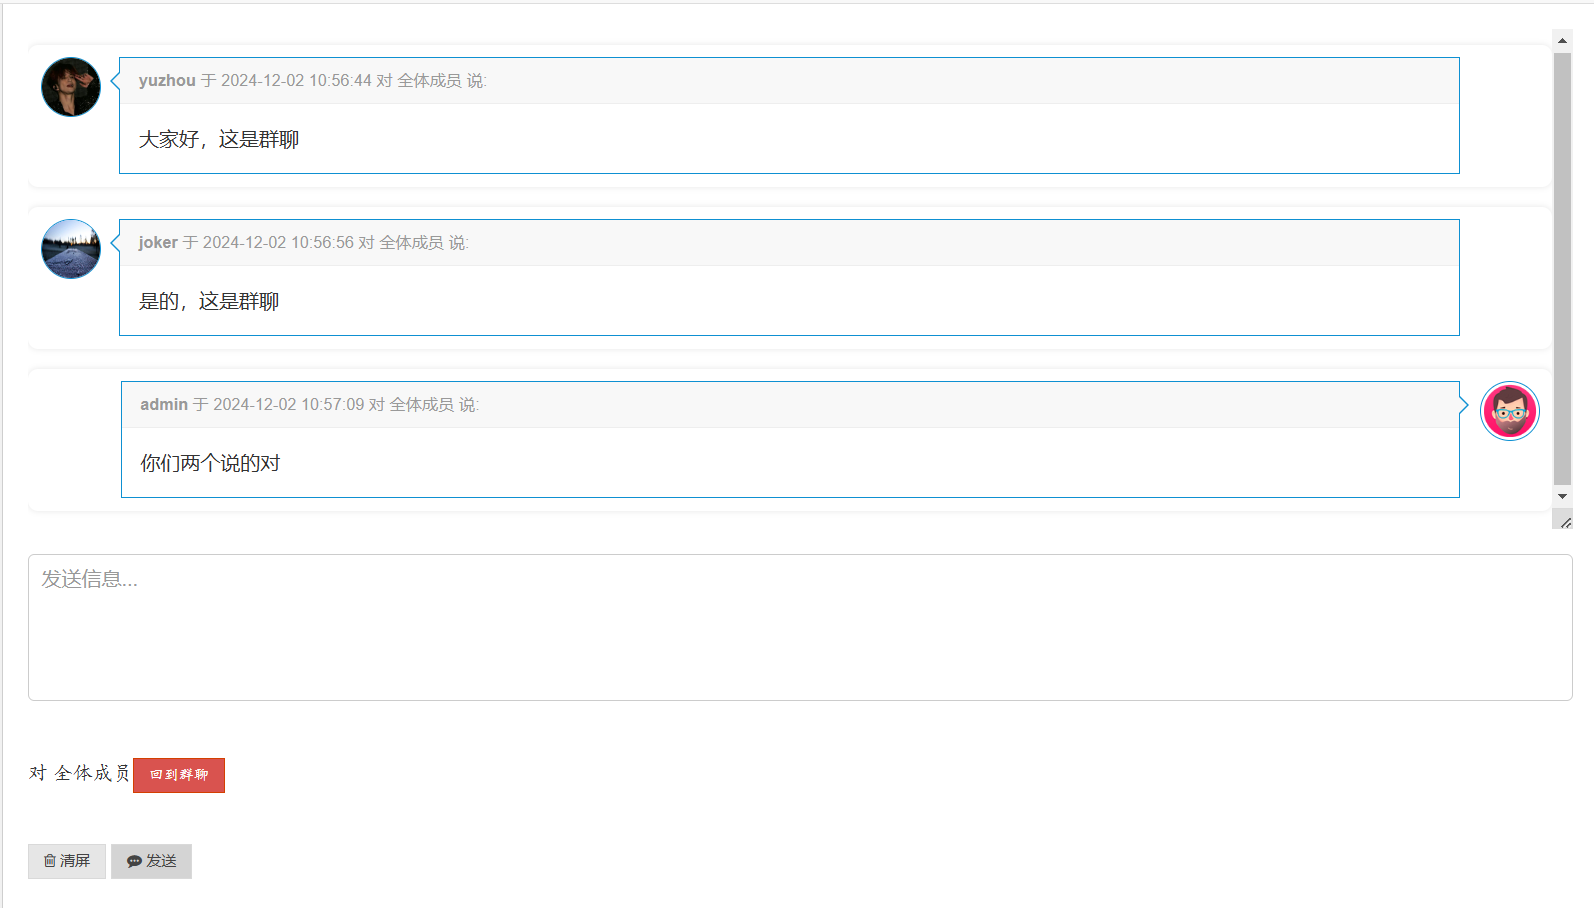 yuzhou 于 2024-12-02 10:56:44 对 全体成员 说:
大家好，这是群聊
joker 于 2024-12-02 10:56:56 对 全体成员 说:
是的，这是群聊
admin 于 2024-12-02 10:57:09 对 全体成员 说:
你们两个说的对
发送信息...
对 全体成员 回到群聊
清屏 发送